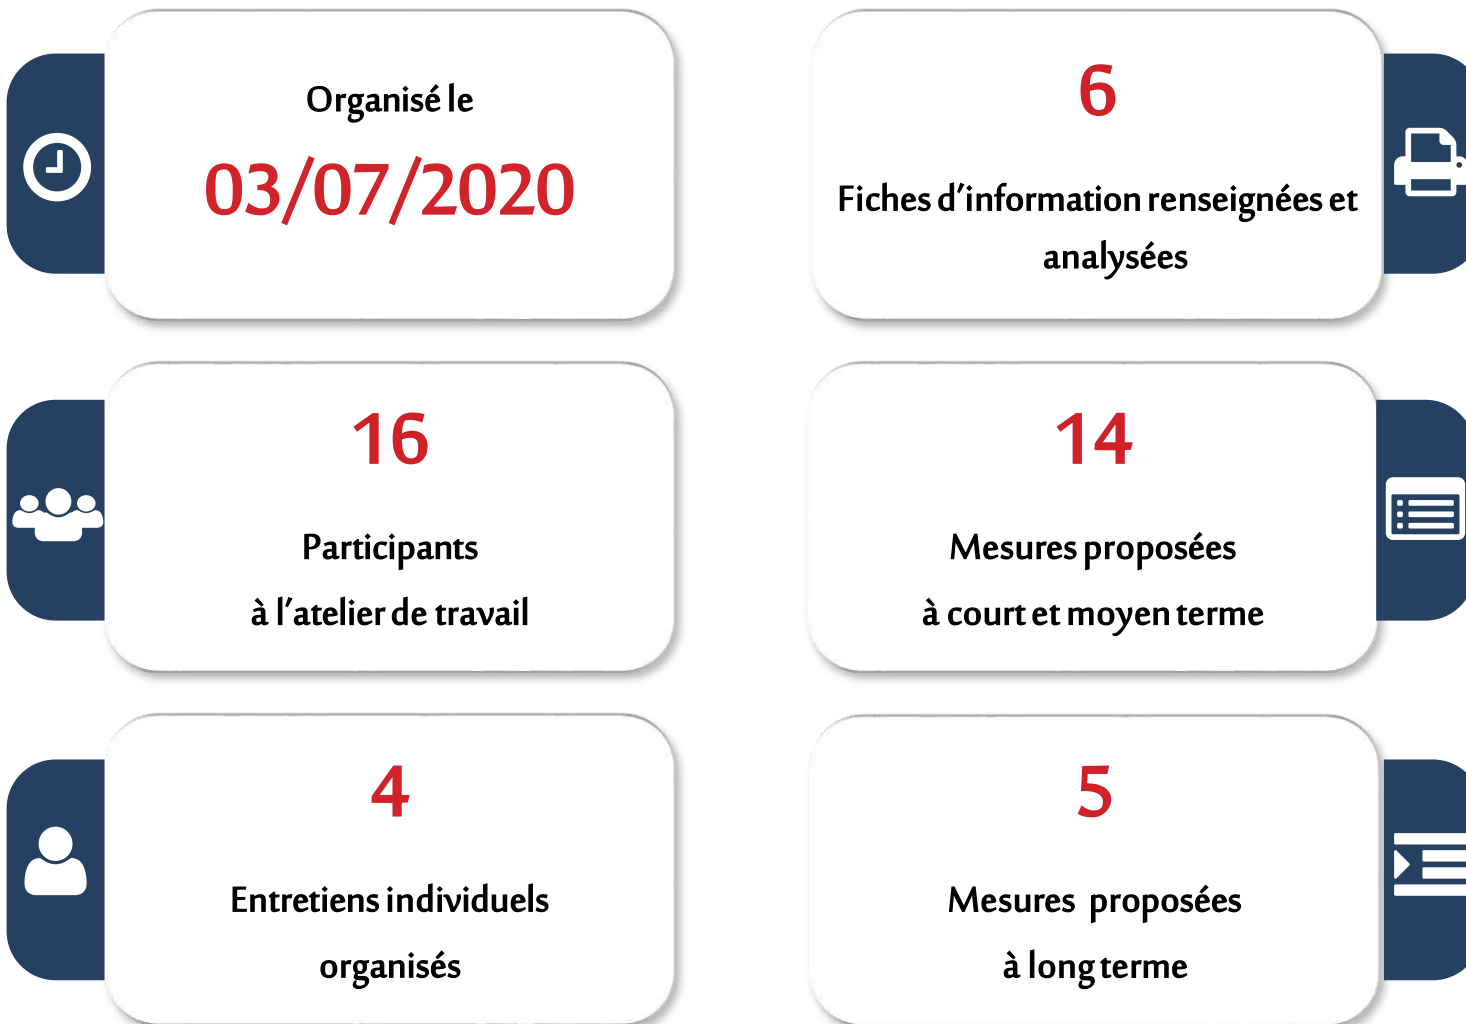 Organisé le
03/07/2020
6
Fiches d’information renseignées et
analysées
16
Participants
à l’atelier de travail
14
Mesures proposées
à court et moyen terme
4
Entretiens individuels
organisés
5
Mesures proposées
à long terme